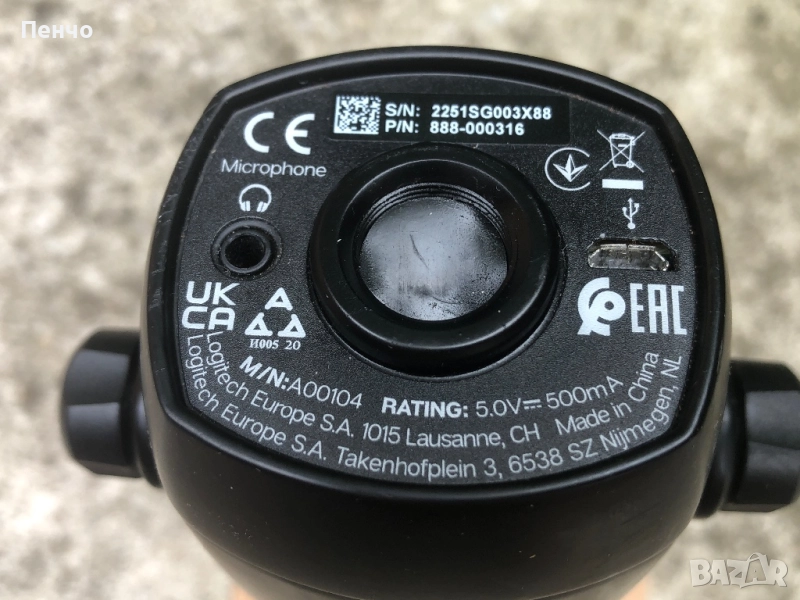 Пенчо
S/N: 2251SG003X88
P/N: 888-000316
CE
Microphone
UK
CA
И005 20
EAC
M/N:A00104 RATING: 5.0V⎓500mA
Logitech Europe S.A. 1015 Lausanne, CH Made in China
Logitech Europe S.A. Takenhofplein 3, 6538 SZ Nijmegen, NL
BAZAR